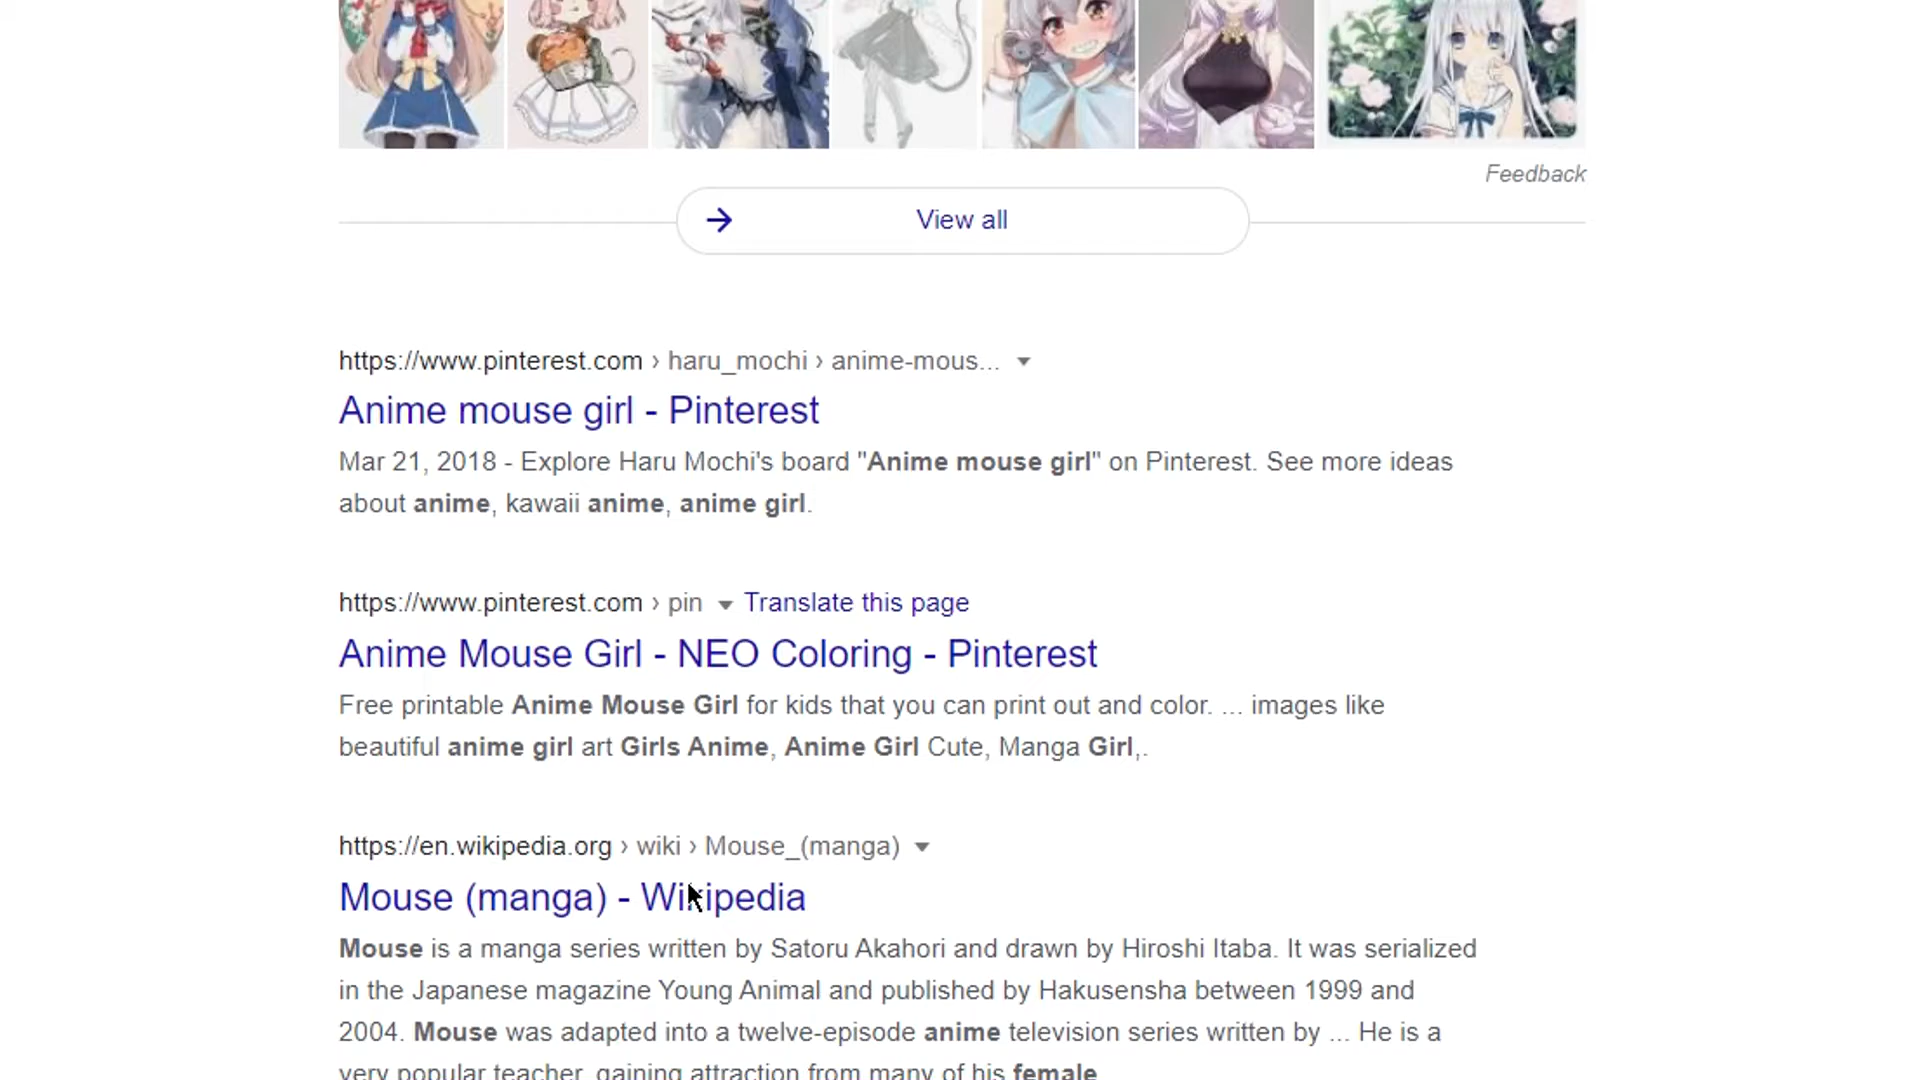 Feedback
View all
https://www.pinterest.com › haru_mochi › anime-mous...
Anime mouse girl - Pinterest
Mar 21, 2018 - Explore Haru Mochi's board "Anime mouse girl" on Pinterest. See more ideas
about anime, kawaii anime, anime girl.
https://www.pinterest.com › pin Translate this page
Anime Mouse Girl - NEO Coloring - Pinterest
Free printable Anime Mouse Girl for kids that you can print out and color. ... images like
beautiful anime girl art Girls Anime, Anime Girl Cute, Manga Girl,.
https://en.wikipedia.org › wiki › Mouse_(manga)
Mouse (manga) - Wikipedia
Mouse is a manga series written by Satoru Akahori and drawn by Hiroshi Itaba. It was serialized
in the Japanese magazine Young Animal and published by Hakusensha between 1999 and
2004. Mouse was adapted into a twelve-episode anime television series written by ... He is a
very popular teacher, gaining attraction from many of his female